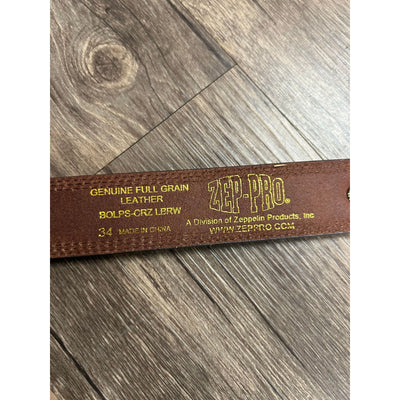 GENUINE FULL GRAIN
LEATHER
BOLPS-CRZ LBRW
34 MADE IN CHINA
ZEP-PRO®
A Division of Zeppelin Products, Inc
WWW.ZEPPRO.COM